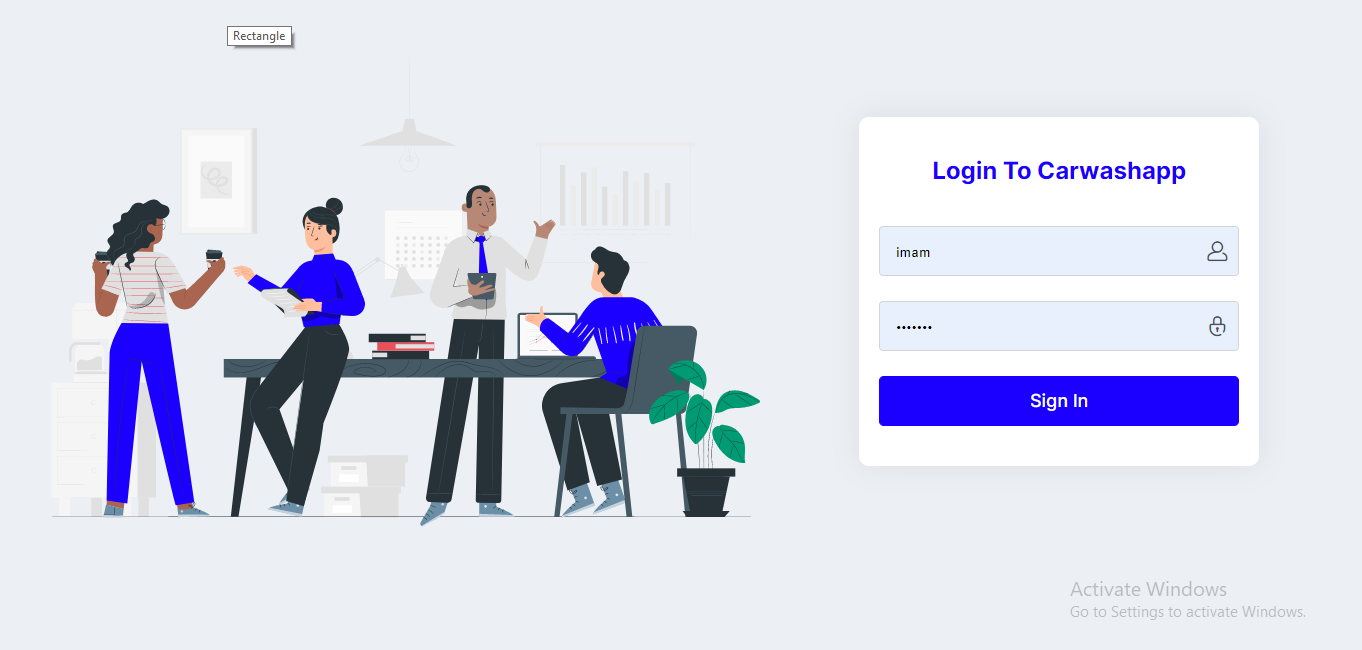 Rectangle
Login To Carwashapp
imam
•••••••
Sign In
Activate Windows
Go to Settings to activate Windows.